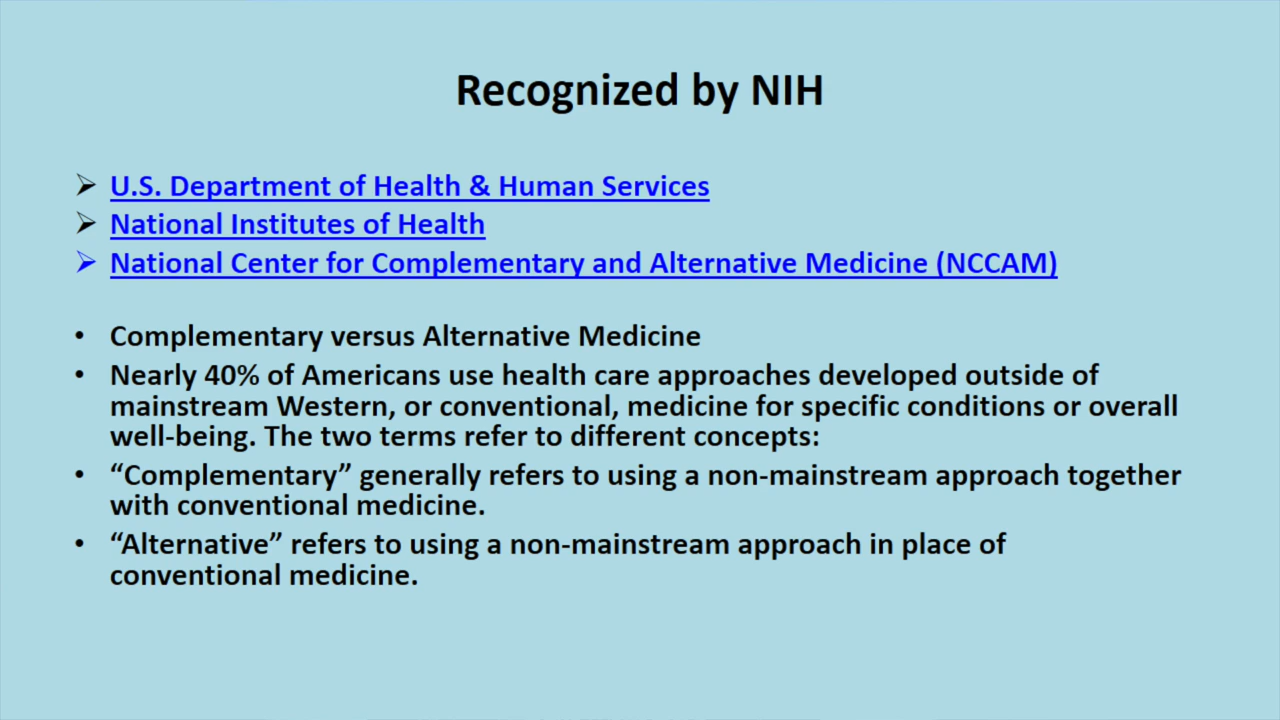 Recognized by NIH
➢ U.S. Department of Health & Human Services
➢ National Institutes of Health
➢ National Center for Complementary and Alternative Medicine (NCCAM)
• Complementary versus Alternative Medicine
• Nearly 40% of Americans use health care approaches developed outside of
mainstream Western, or conventional, medicine for specific conditions or overall
well-being. The two terms refer to different concepts:
• “Complementary” generally refers to using a non-mainstream approach together
with conventional medicine.
• “Alternative” refers to using a non-mainstream approach in place of
conventional medicine.